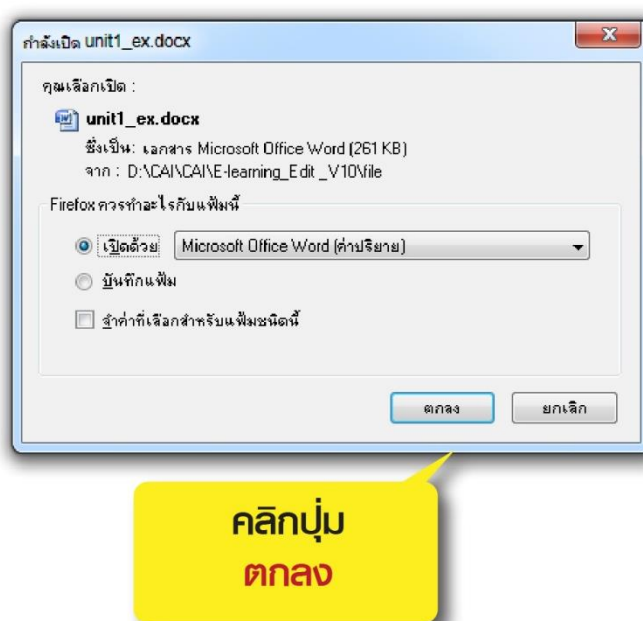 กำลังเปิด unit1_ex.docx
คุณเลือกเปิด :
unit1_ex.docx
ซึ่งเป็น: เอกสาร Microsoft Office Word (261 KB)
จาก : D:\CAI\CAI\E-learning_Edit _V10\file
Firefox ควรทำอะไรกับแฟ้มนี้
เปิดด้วย Microsoft Office Word (ค่าปริยาย)
บันทึกแฟ้ม
จำค่าที่เลือกสำหรับแฟ้มชนิดนี้
ตกลง ยกเลิก
คลิกปุ่ม
ตกลง